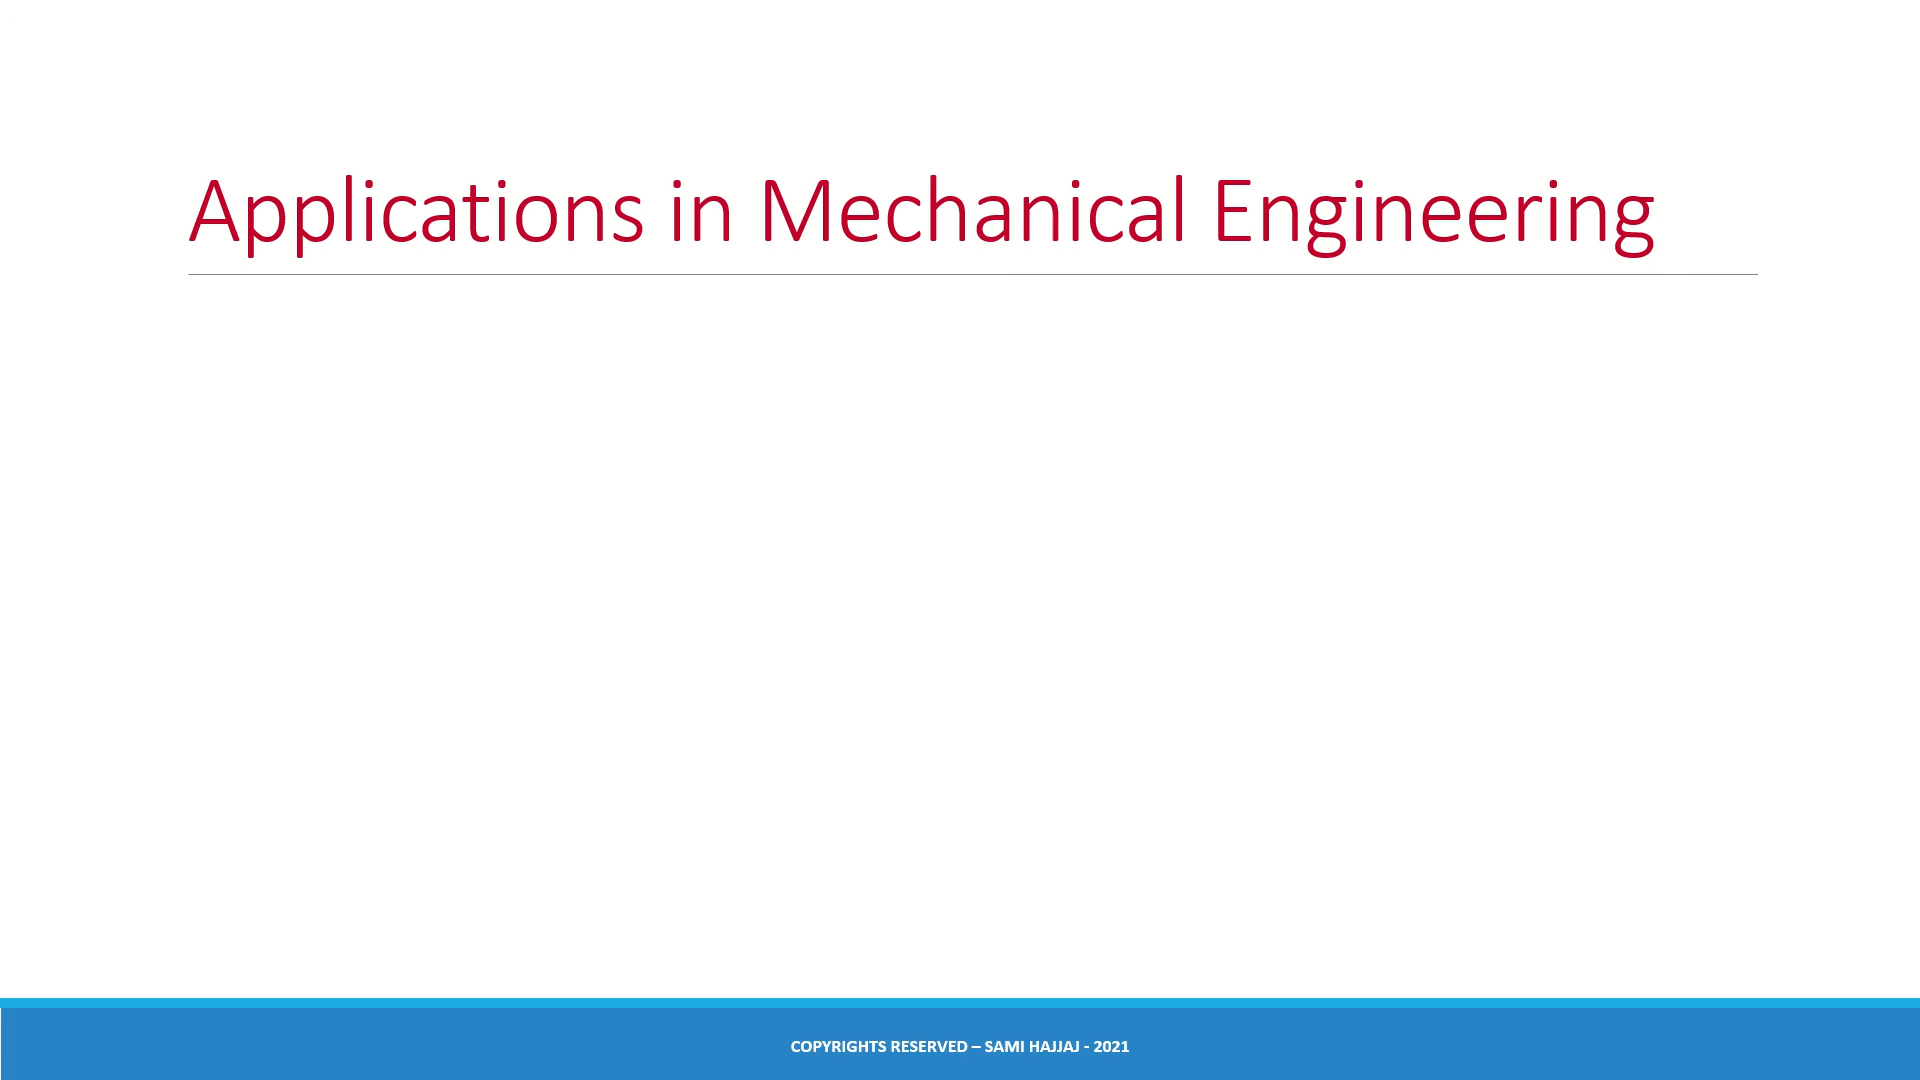 Applications in Mechanical Engineering
COPYRIGHTS RESERVED – SAMI HAJJAJ - 2021